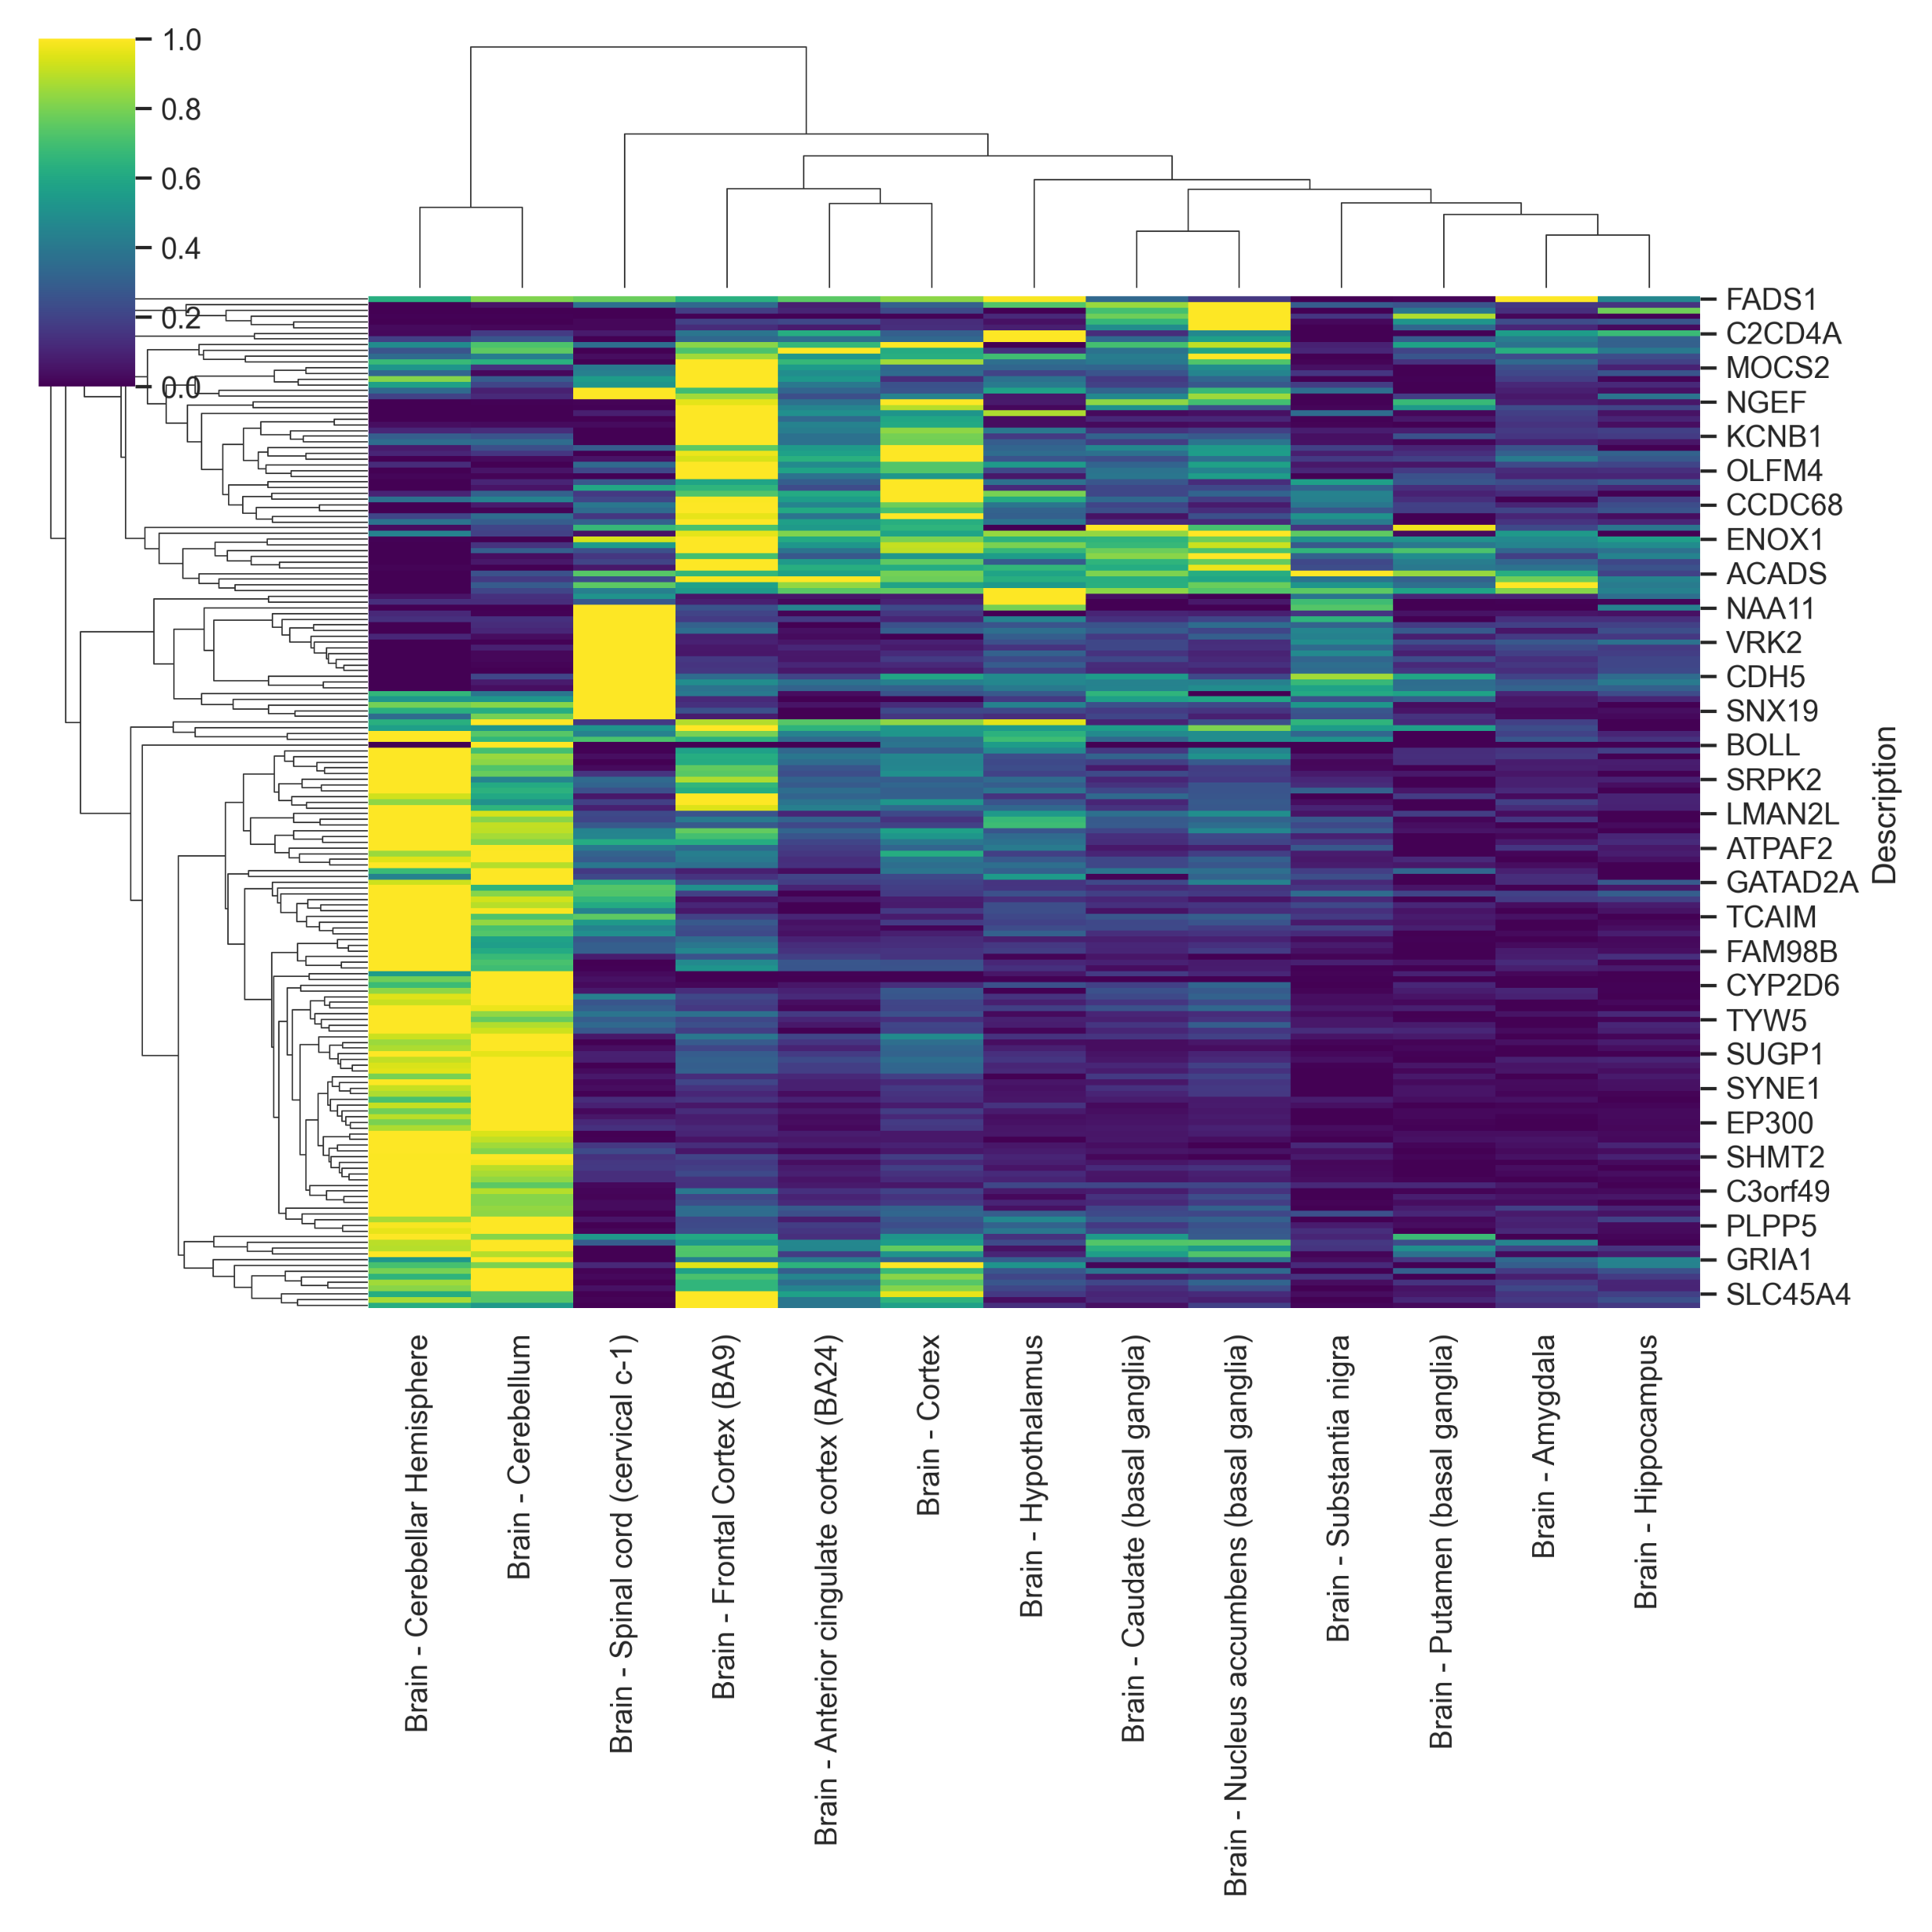 1.0
0.8
0.6
0.4
0.2
0.0
FADS1
C2CD4A
MOCS2
NGEF
KCNB1
OLFM4
CCDC68
ENOX1
ACADS
NAA11
VRK2
CDH5
SNX19
BOLL
SRPK2
LMAN2L
ATPAF2
GATAD2A
TCAIM
FAM98B
CYP2D6
TYW5
SUGP1
SYNE1
EP300
SHMT2
C3orf49
PLPP5
GRIA1
SLC45A4
Description
Brain - Cerebellar Hemisphere
Brain - Cerebellum
Brain - Spinal cord (cervical c-1)
Brain - Frontal Cortex (BA9)
Brain - Anterior cingulate cortex (BA24)
Brain - Cortex
Brain - Hypothalamus
Brain - Caudate (basal ganglia)
Brain - Nucleus accumbens (basal ganglia)
Brain - Substantia nigra
Brain - Putamen (basal ganglia)
Brain - Amygdala
Brain - Hippocampus